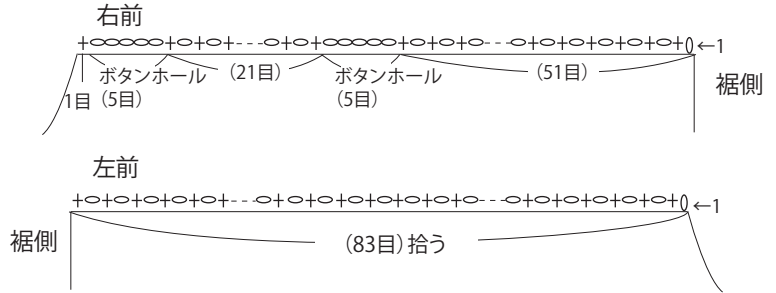 右前
←1
ボタンホール
(5目)
(21目)
ボタンホール
(5目)
(51目)
1目
裾側
左前
←1
裾側
(83目)拾う